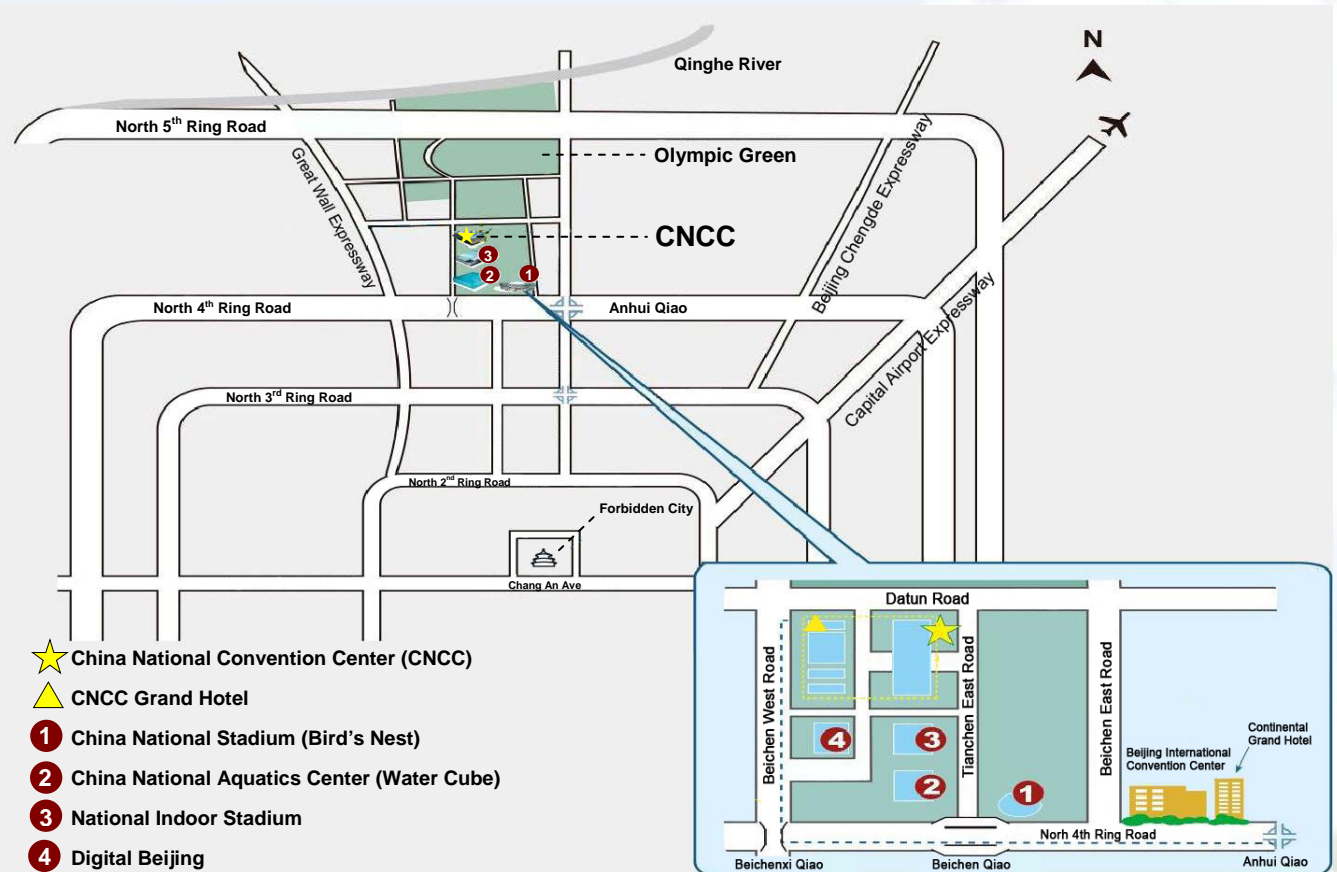 N
Qinghe River
North 5th Ring Road
Olympic Green
Great Wall Expressway
Beijing Chengde Expressway
CNCC
3
2
1
North 4th Ring Road
Anhui Qiao
Capital Airport Expressway
North 3rd Ring Road
North 2nd Ring Road
Forbidden City
Chang An Ave
China National Convention Center (CNCC)
CNCC Grand Hotel
1 China National Stadium (Bird's Nest)
2 China National Aquatics Center (Water Cube)
3 National Indoor Stadium
4 Digital Beijing
Datun Road
Beichen West Road
Tianchen East Road
Beichen East Road
4
3
2
1
Continental
Grand Hotel
Beijing International
Convention Center
Norh 4th Ring Road
Beichenxi Qiao
Beichen Qiao
Anhui Qiao